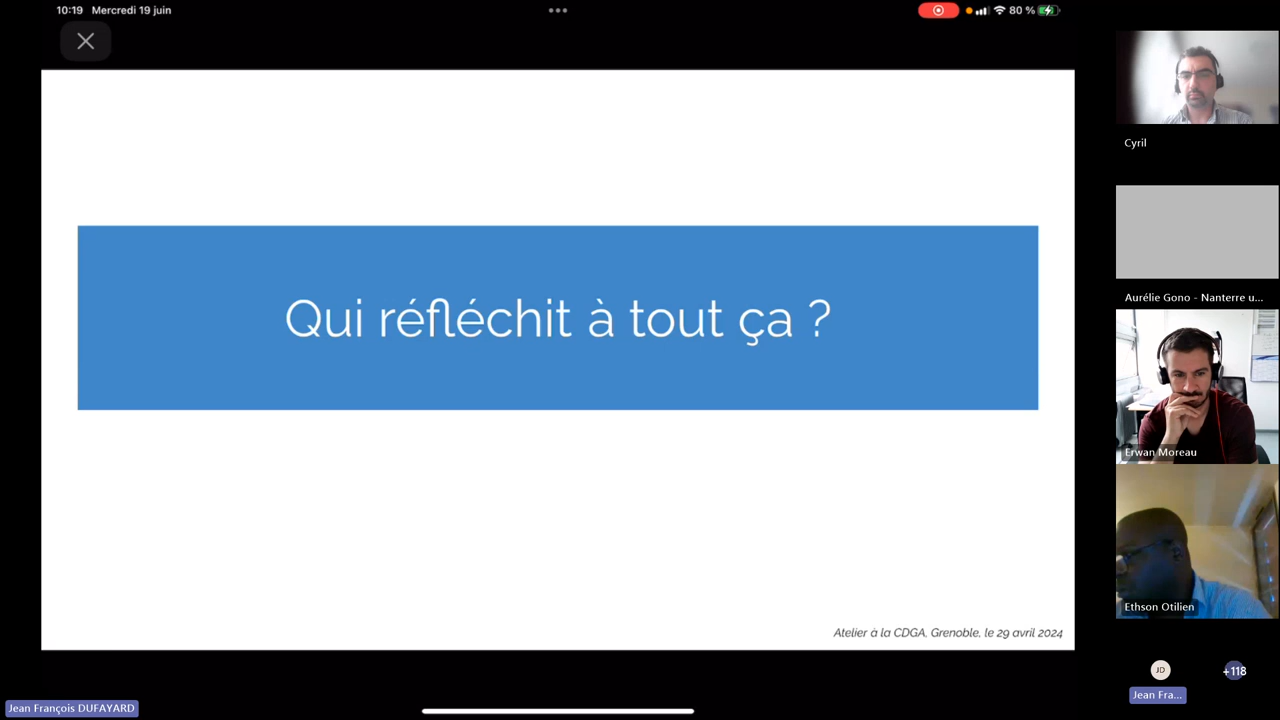 10:19 Mercredi 19 juin
80 %
Qui réfléchit à tout ça ?
Atelier à la CDGA, Grenoble, le 29 avril 2024
Jean François DUFAYARD
Cyril
Aurélie Gono - Nanterre u...
Erwan Moreau
Ethson Otilien
JD
+118
Jean Fra...